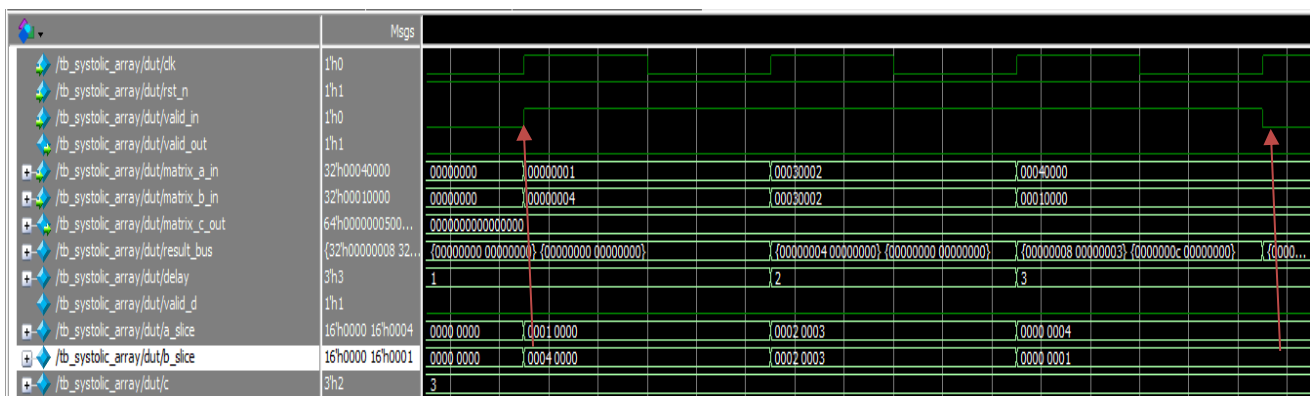 Msgs
/tb_systolic_array/dut/clk 1'h0
/tb_systolic_array/dut/rst_n 1'h1
/tb_systolic_array/dut/valid_in 1'h0
/tb_systolic_array/dut/valid_out 1'h1
/tb_systolic_array/dut/matrix_a_in 32'h00040000 00000000 00000001 00030002 00040000
/tb_systolic_array/dut/matrix_b_in 32'h00010000 00000000 00000004 00030002 00010000
/tb_systolic_array/dut/matrix_c_out 64'h0000000500... 0000000000000000
/tb_systolic_array/dut/result_bus {32'h00000008 32... {00000000 00000000} {00000000 00000000} {00000004 00000000} {00000000 00000000} {00000008 00000003} {0000000c 00000000} {0000...
/tb_systolic_array/dut/delay 3'h3 1 2 3
/tb_systolic_array/dut/valid_d 1'h1
/tb_systolic_array/dut/a_slice 16'h0000 16'h0004 0000 0000 0001 0000 0002 0003 0000 0004
/tb_systolic_array/dut/b_slice 16'h0000 16'h0001 0000 0000 0004 0000 0002 0003 0000 0001
/tb_systolic_array/dut/c 3'h2 3